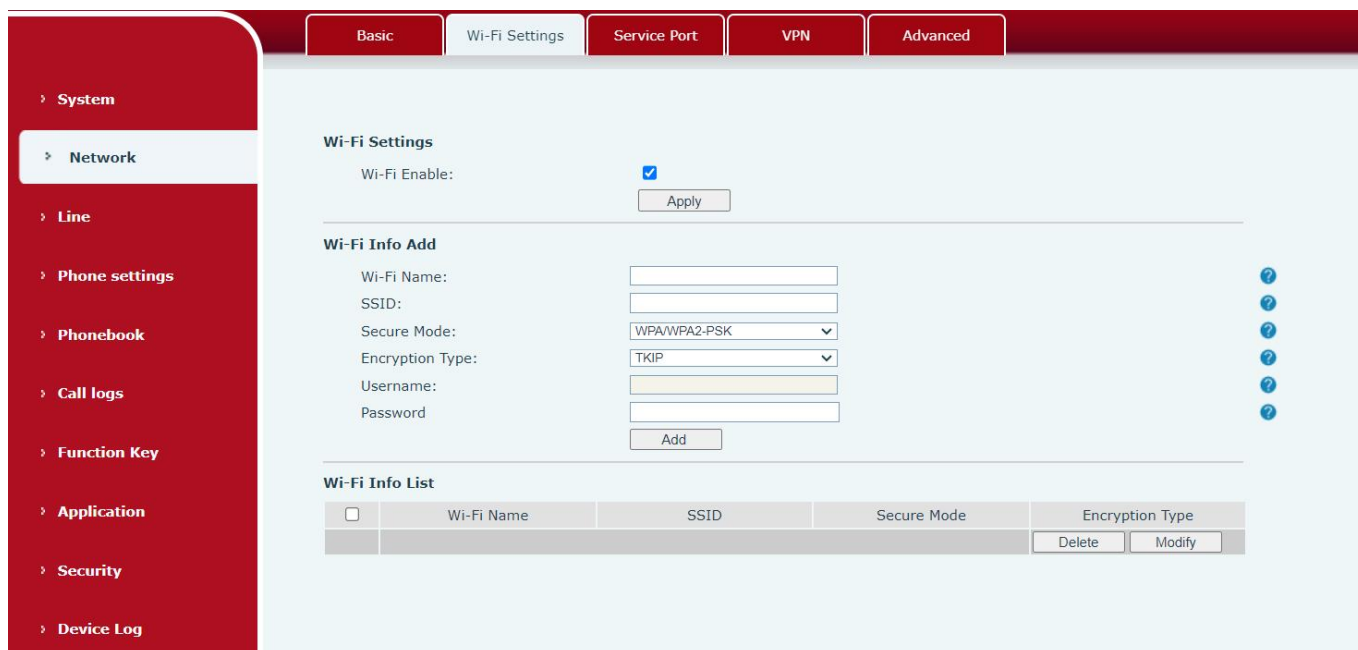 Basic Wi-Fi Settings Service Port VPN Advanced
System
Network
Line
Phone settings
Phonebook
Call logs
Function Key
Application
Security
Device Log
Wi-Fi Settings
Wi-Fi Enable:
Apply
Wi-Fi Info Add
Wi-Fi Name:
SSID:
Secure Mode: WPA/WPA2-PSK
Encryption Type: TKIP
Username:
Password
Add
Wi-Fi Info List
Wi-Fi Name SSID Secure Mode Encryption Type
Delete Modify